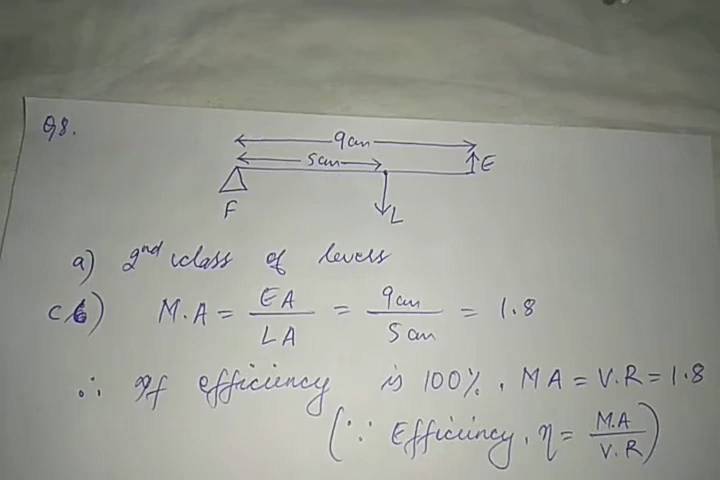 Q8.
9cm
5cm
E
F
L
a) 2nd class of levers
c) M.A = EA / LA = 9cm / 5cm = 1.8
∴ If efficiency is 100%, MA = V.R = 1.8
(∵ Efficiency, η = M.A / V.R)